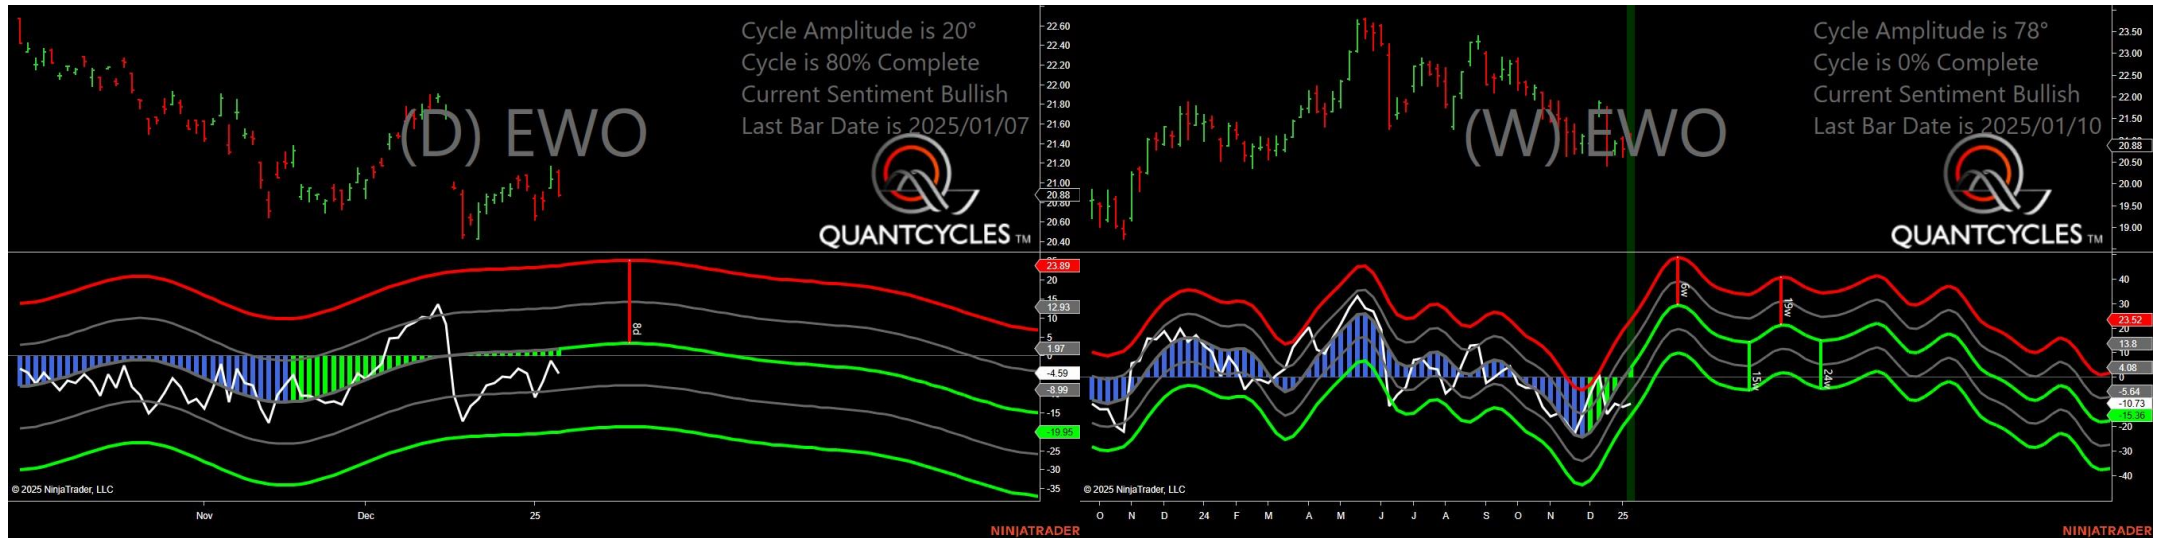 Cycle Amplitude is 20°
Cycle is 80% Complete
Current Sentiment Bullish
Last Bar Date is 2025/01/07
(D) EWO
QUANTCYCLES TM
22.60
22.40
22.20
22.00
21.80
21.60
21.40
21.20
21.00
20.88
20.80
20.60
20.40
23.89
20
15
12.93
10
5
1.97
0
-4.59
-8.99
-15
-19.95
-25
-30
-35
8d
© 2025 NinjaTrader, LLC
Nov
Dec
25
NINJATRADER
Cycle Amplitude is 78°
Cycle is 0% Complete
Current Sentiment Bullish
Last Bar Date is 2025/01/10
(W) EWO
QUANTCYCLES TM
23.50
23.00
22.50
22.00
21.50
20.88
20.50
20.00
19.50
19.00
40
30
23.52
20
13.8
10
4.08
0
-5.64
-10.73
-15.36
-20
-30
-40
6w
19w
15w
24w
© 2025 NinjaTrader, LLC
O N D 24 F M A M J J A S O N D 25
NINJATRADER